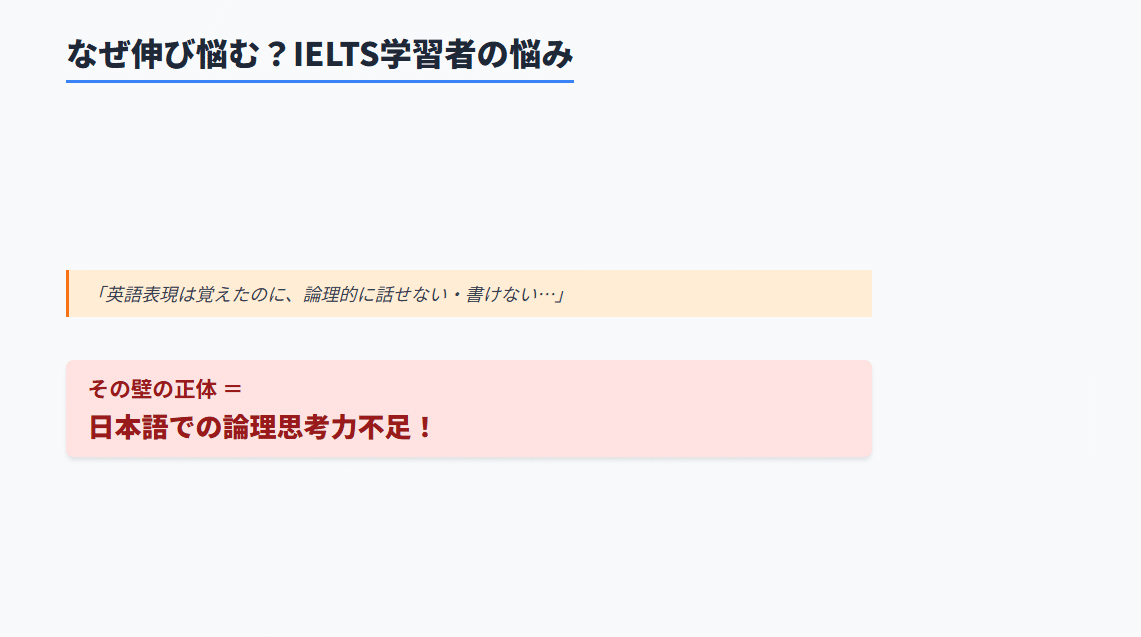 なぜ伸び悩む？IELTS学習者の悩み
「英語表現は覚えたのに、論理的に話せない・書けない…」
その壁の正体 ＝
日本語での論理思考力不足！